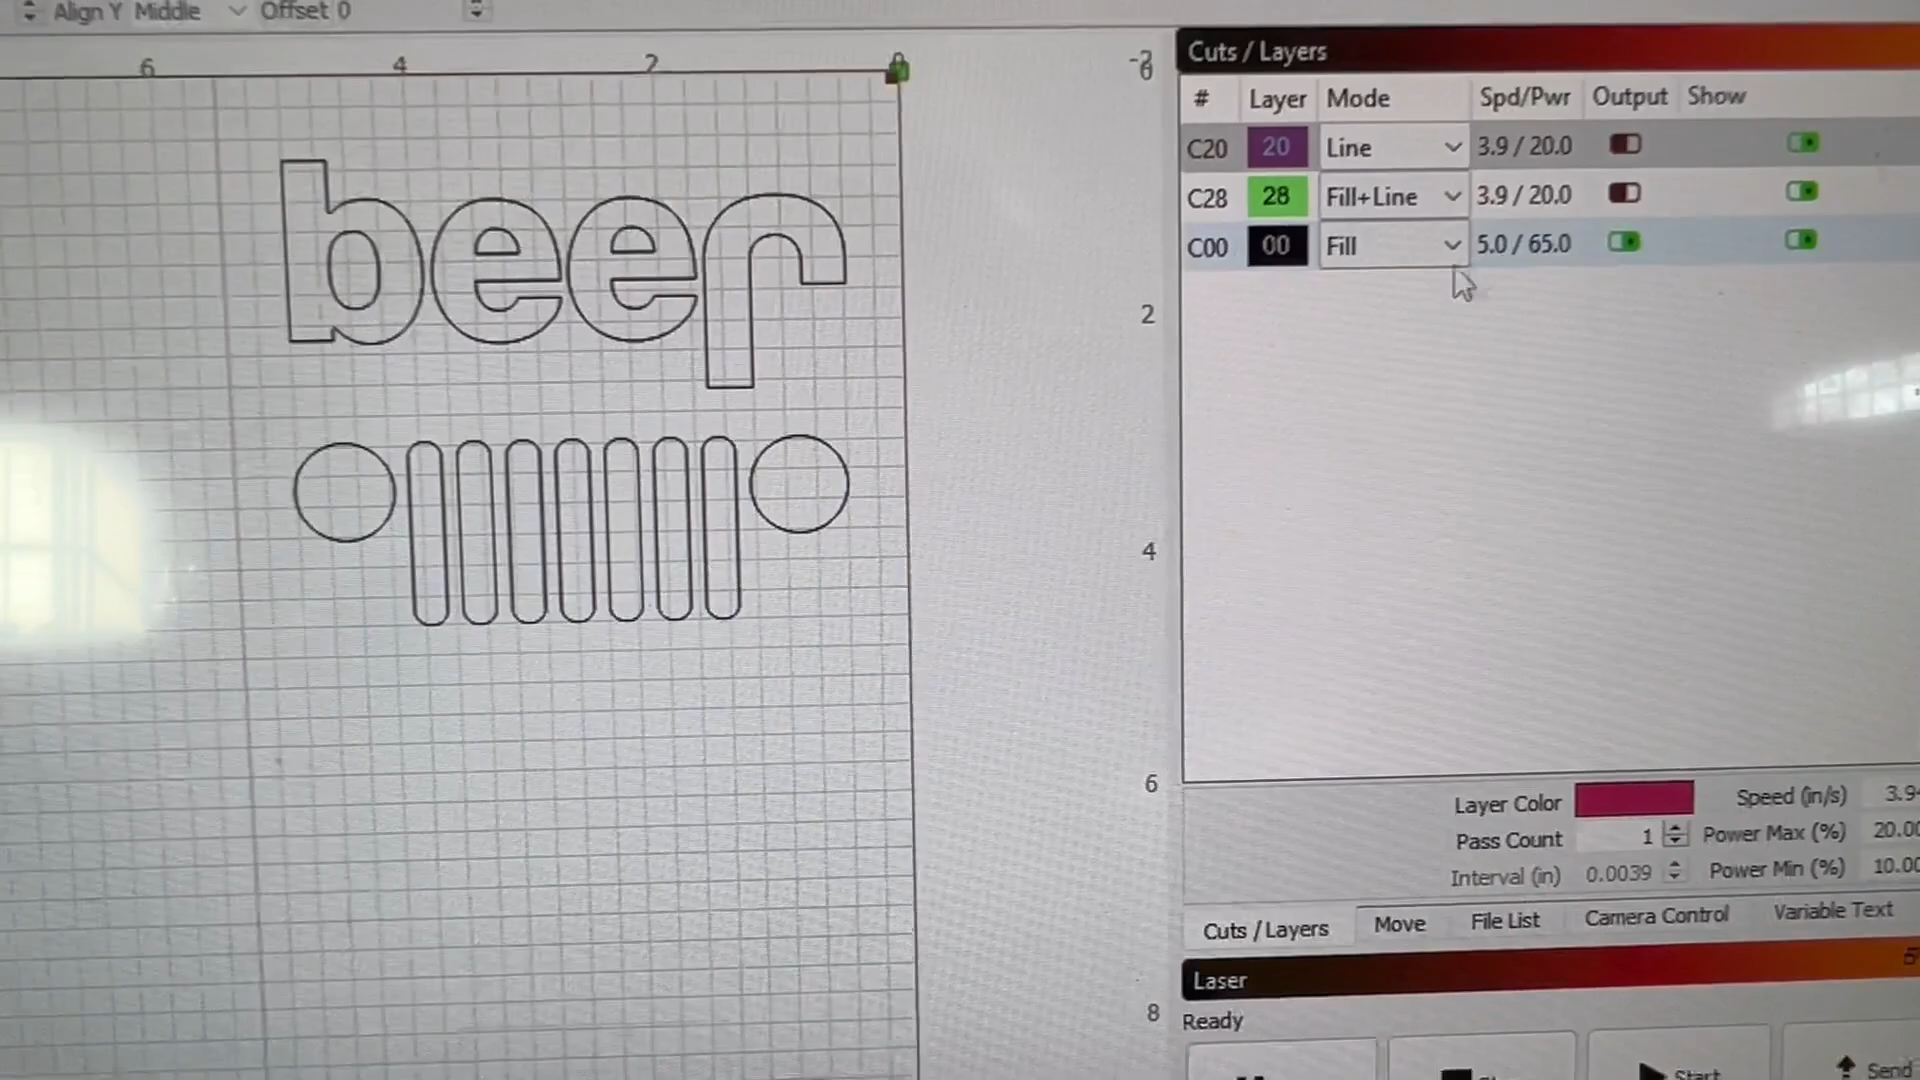 Align Y Middle Offset 0
6 4 2 0
-2
2
4
6
8
beer
Cuts / Layers
# Layer Mode Spd/Pwr Output Show
C20 20 Line 3.9 / 20.0
C28 28 Fill+Line 3.9 / 20.0
C00 00 Fill 5.0 / 65.0
Layer Color Speed (in/s)
Pass Count 1 Power Max (%) 20.00
Interval (in) 0.0039 Power Min (%) 10.00
Cuts / Layers Move File List Camera Control Variable Text
Laser
Ready
Start Send